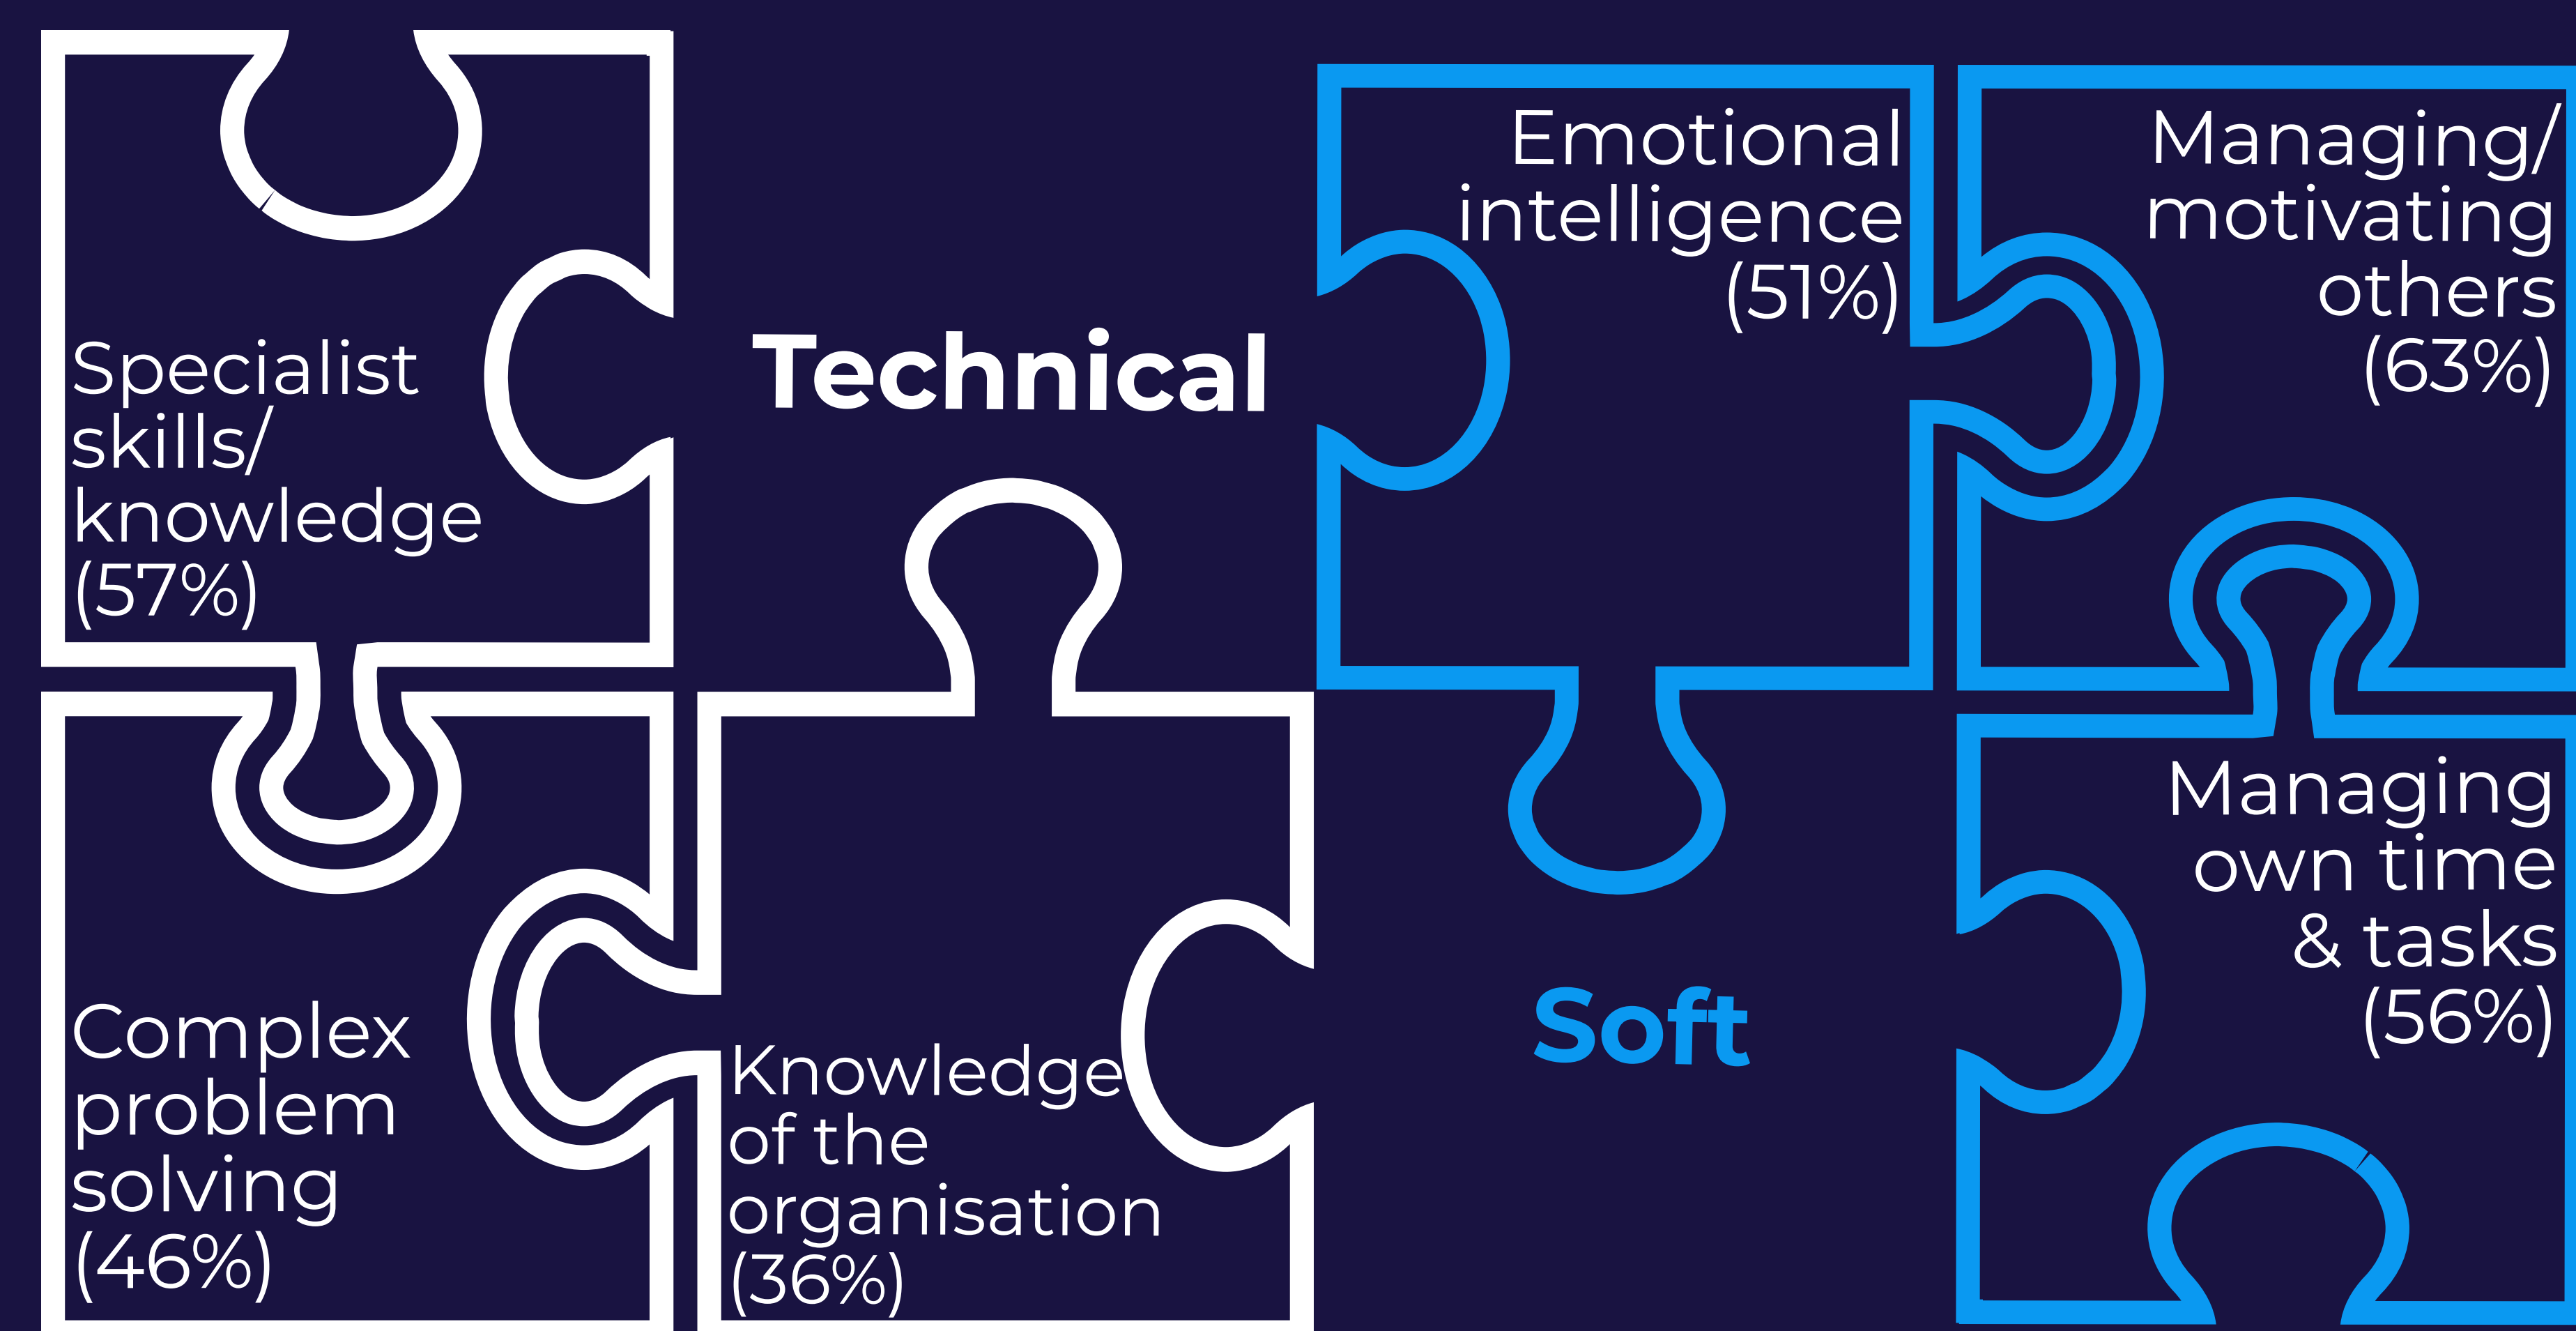 Technical
Specialist
skills/
knowledge
(57%)
Complex
problem
solving
(46%)
Knowledge
of the
organisation
(36%)
Emotional
intelligence
(51%)
Managing/
motivating
others
(63%)
Managing
own time
& tasks
(56%)
Soft